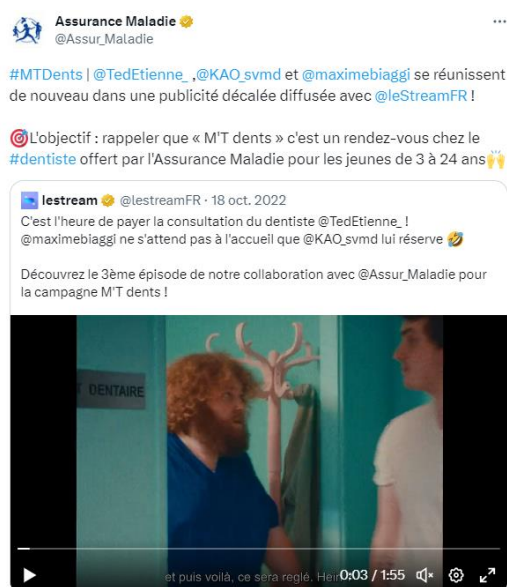 Assurance Maladie
@Assur_Maladie
#MTDents | @TedEtienne_ ,@KAO_svmd et @maximebiaggi se réunissent
de nouveau dans une publicité décalée diffusée avec @leStreamFR !
🎯L'objectif : rappeler que « M'T dents » c'est un rendez-vous chez le
#dentiste offert par l'Assurance Maladie pour les jeunes de 3 à 24 ans🙌
lestream @lestreamFR · 18 oct. 2022
C'est l'heure de payer la consultation du dentiste @TedEtienne_ !
@maximebiaggi ne s'attend pas à l'accueil que @KAO_svmd lui réserve 🤣
Découvrez le 3ème épisode de notre collaboration avec @Assur_Maladie pour
la campagne M'T dents !
T DENTAIRE
et puis voilà, ce sera reglé. Hein
0:03 / 1:55